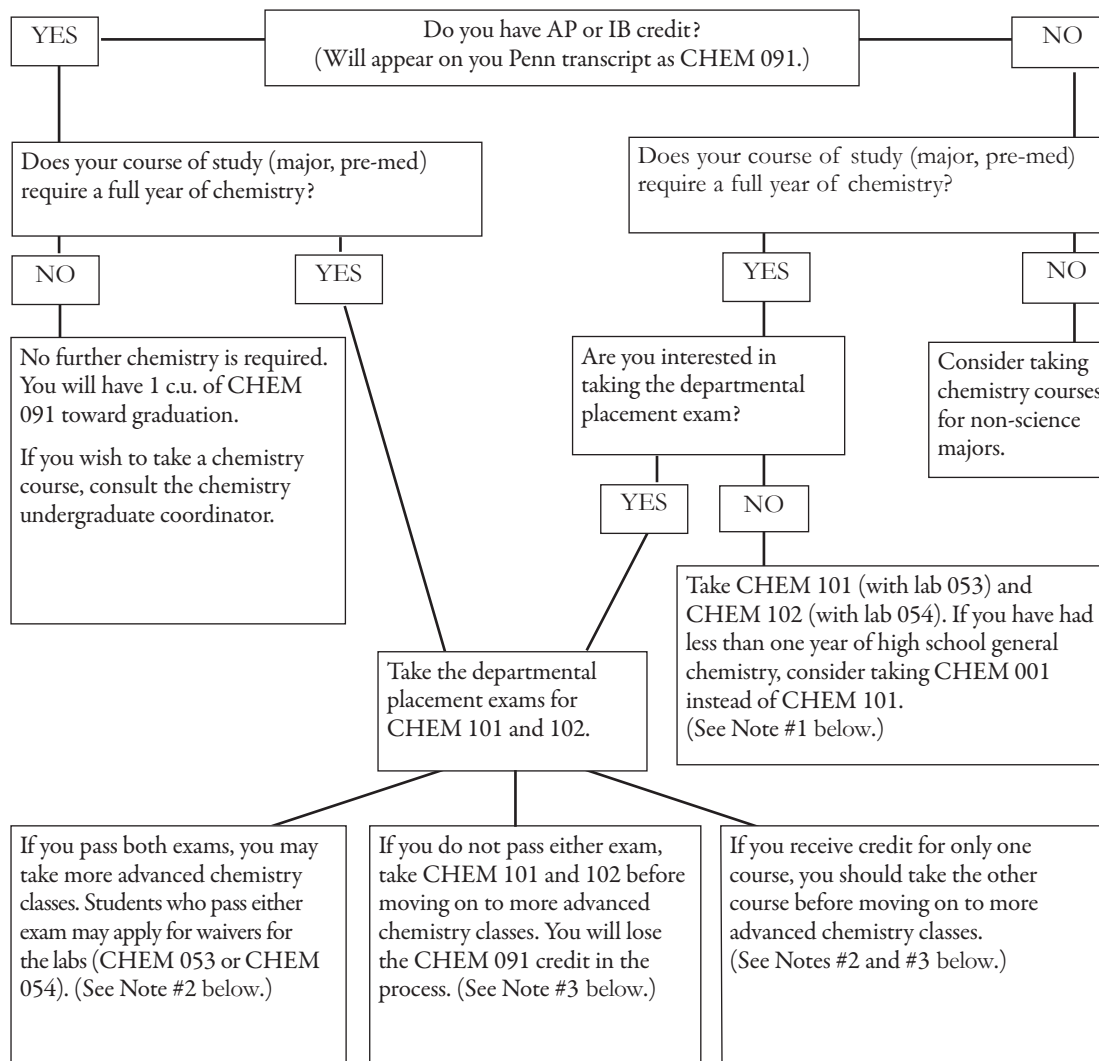 YES
Do you have AP or IB credit?
(Will appear on you Penn transcript as CHEM 091.)
NO
Does your course of study (major, pre-med)
require a full year of chemistry?
Does your course of study (major, pre-med)
require a full year of chemistry?
NO
YES
YES
NO
No further chemistry is required.
You will have 1 c.u. of CHEM
091 toward graduation.
If you wish to take a chemistry
course, consult the chemistry
undergraduate coordinator.
Are you interested in
taking the departmental
placement exam?
Consider taking
chemistry courses
for non-science
majors.
YES
NO
Take CHEM 101 (with lab 053) and
CHEM 102 (with lab 054). If you have had
less than one year of high school general
chemistry, consider taking CHEM 001
instead of CHEM 101.
(See Note #1 below.)
Take the departmental
placement exams for
CHEM 101 and 102.
If you pass both exams, you may
take more advanced chemistry
classes. Students who pass either
exam may apply for waivers for
the labs (CHEM 053 or CHEM
054). (See Note #2 below.)
If you do not pass either exam,
take CHEM 101 and 102 before
moving on to more advanced
chemistry classes. You will lose
the CHEM 091 credit in the
process. (See Note #3 below.)
If you receive credit for only one
course, you should take the other
course before moving on to more
advanced chemistry classes.
(See Notes #2 and #3 below.)